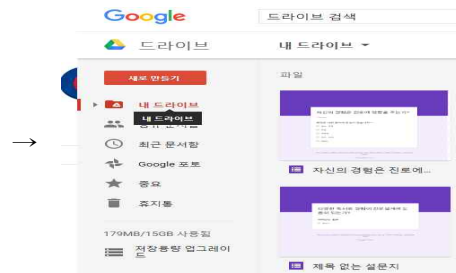 Google
드라이브 검색
드라이브
내 드라이브
새로 만들기
파일
내 드라이브
내 드라이브
최근 문서함
Google 포토
중요
휴지통
자신의 경험은 진로에...
179MB/15GB 사용됨
저장용량 업그레이
드
제목 없는 설문지